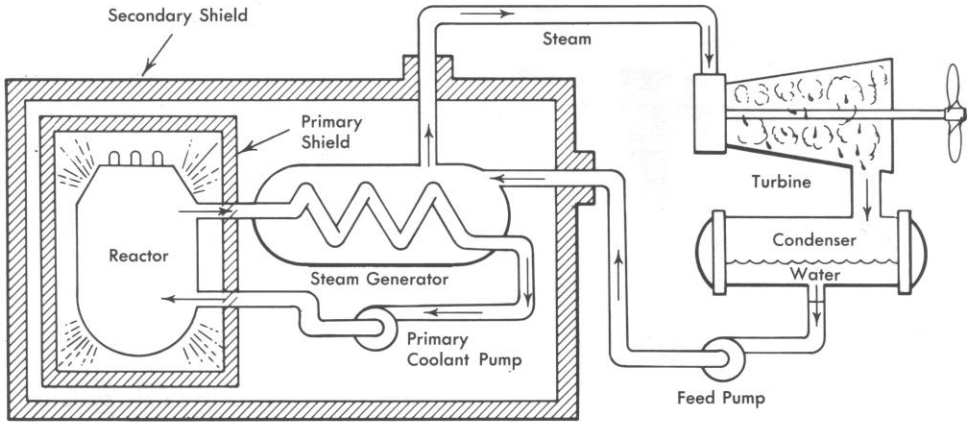 Secondary Shield
Steam
Primary
Shield
Turbine
Reactor
Condenser
Steam Generator
Water
Primary
Coolant Pump
Feed Pump